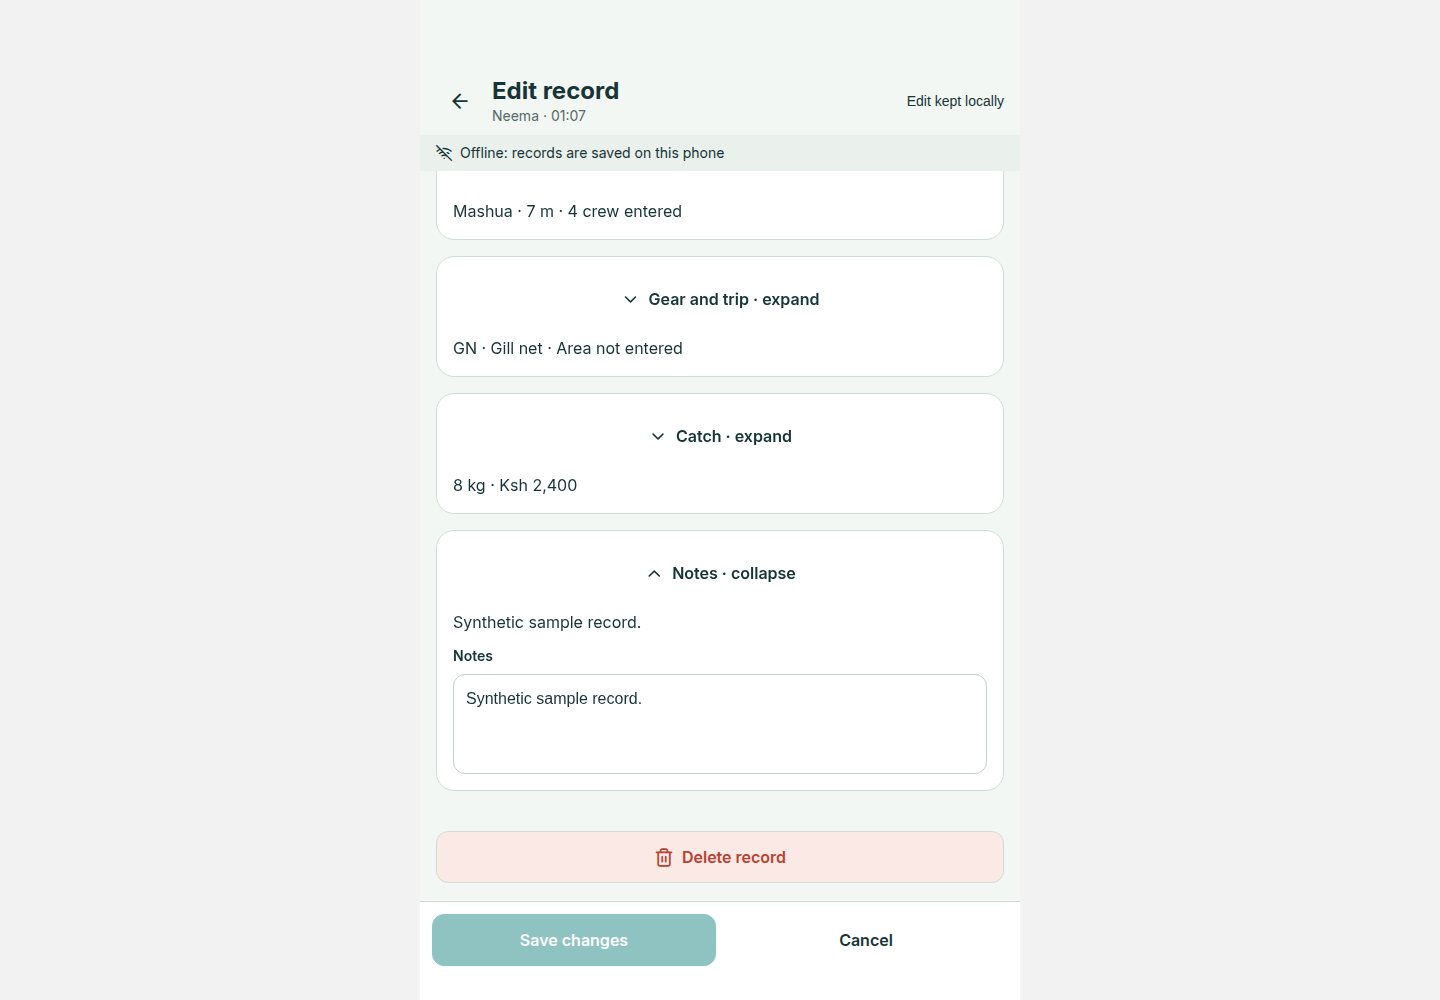 Edit record
Neema · 01:07
Edit kept locally
Offline: records are saved on this phone
Mashua · 7 m · 4 crew entered
Gear and trip · expand
GN · Gill net · Area not entered
Catch · expand
8 kg · Ksh 2,400
Notes · collapse
Synthetic sample record.
Notes
Synthetic sample record.
Delete record
Save changes
Cancel